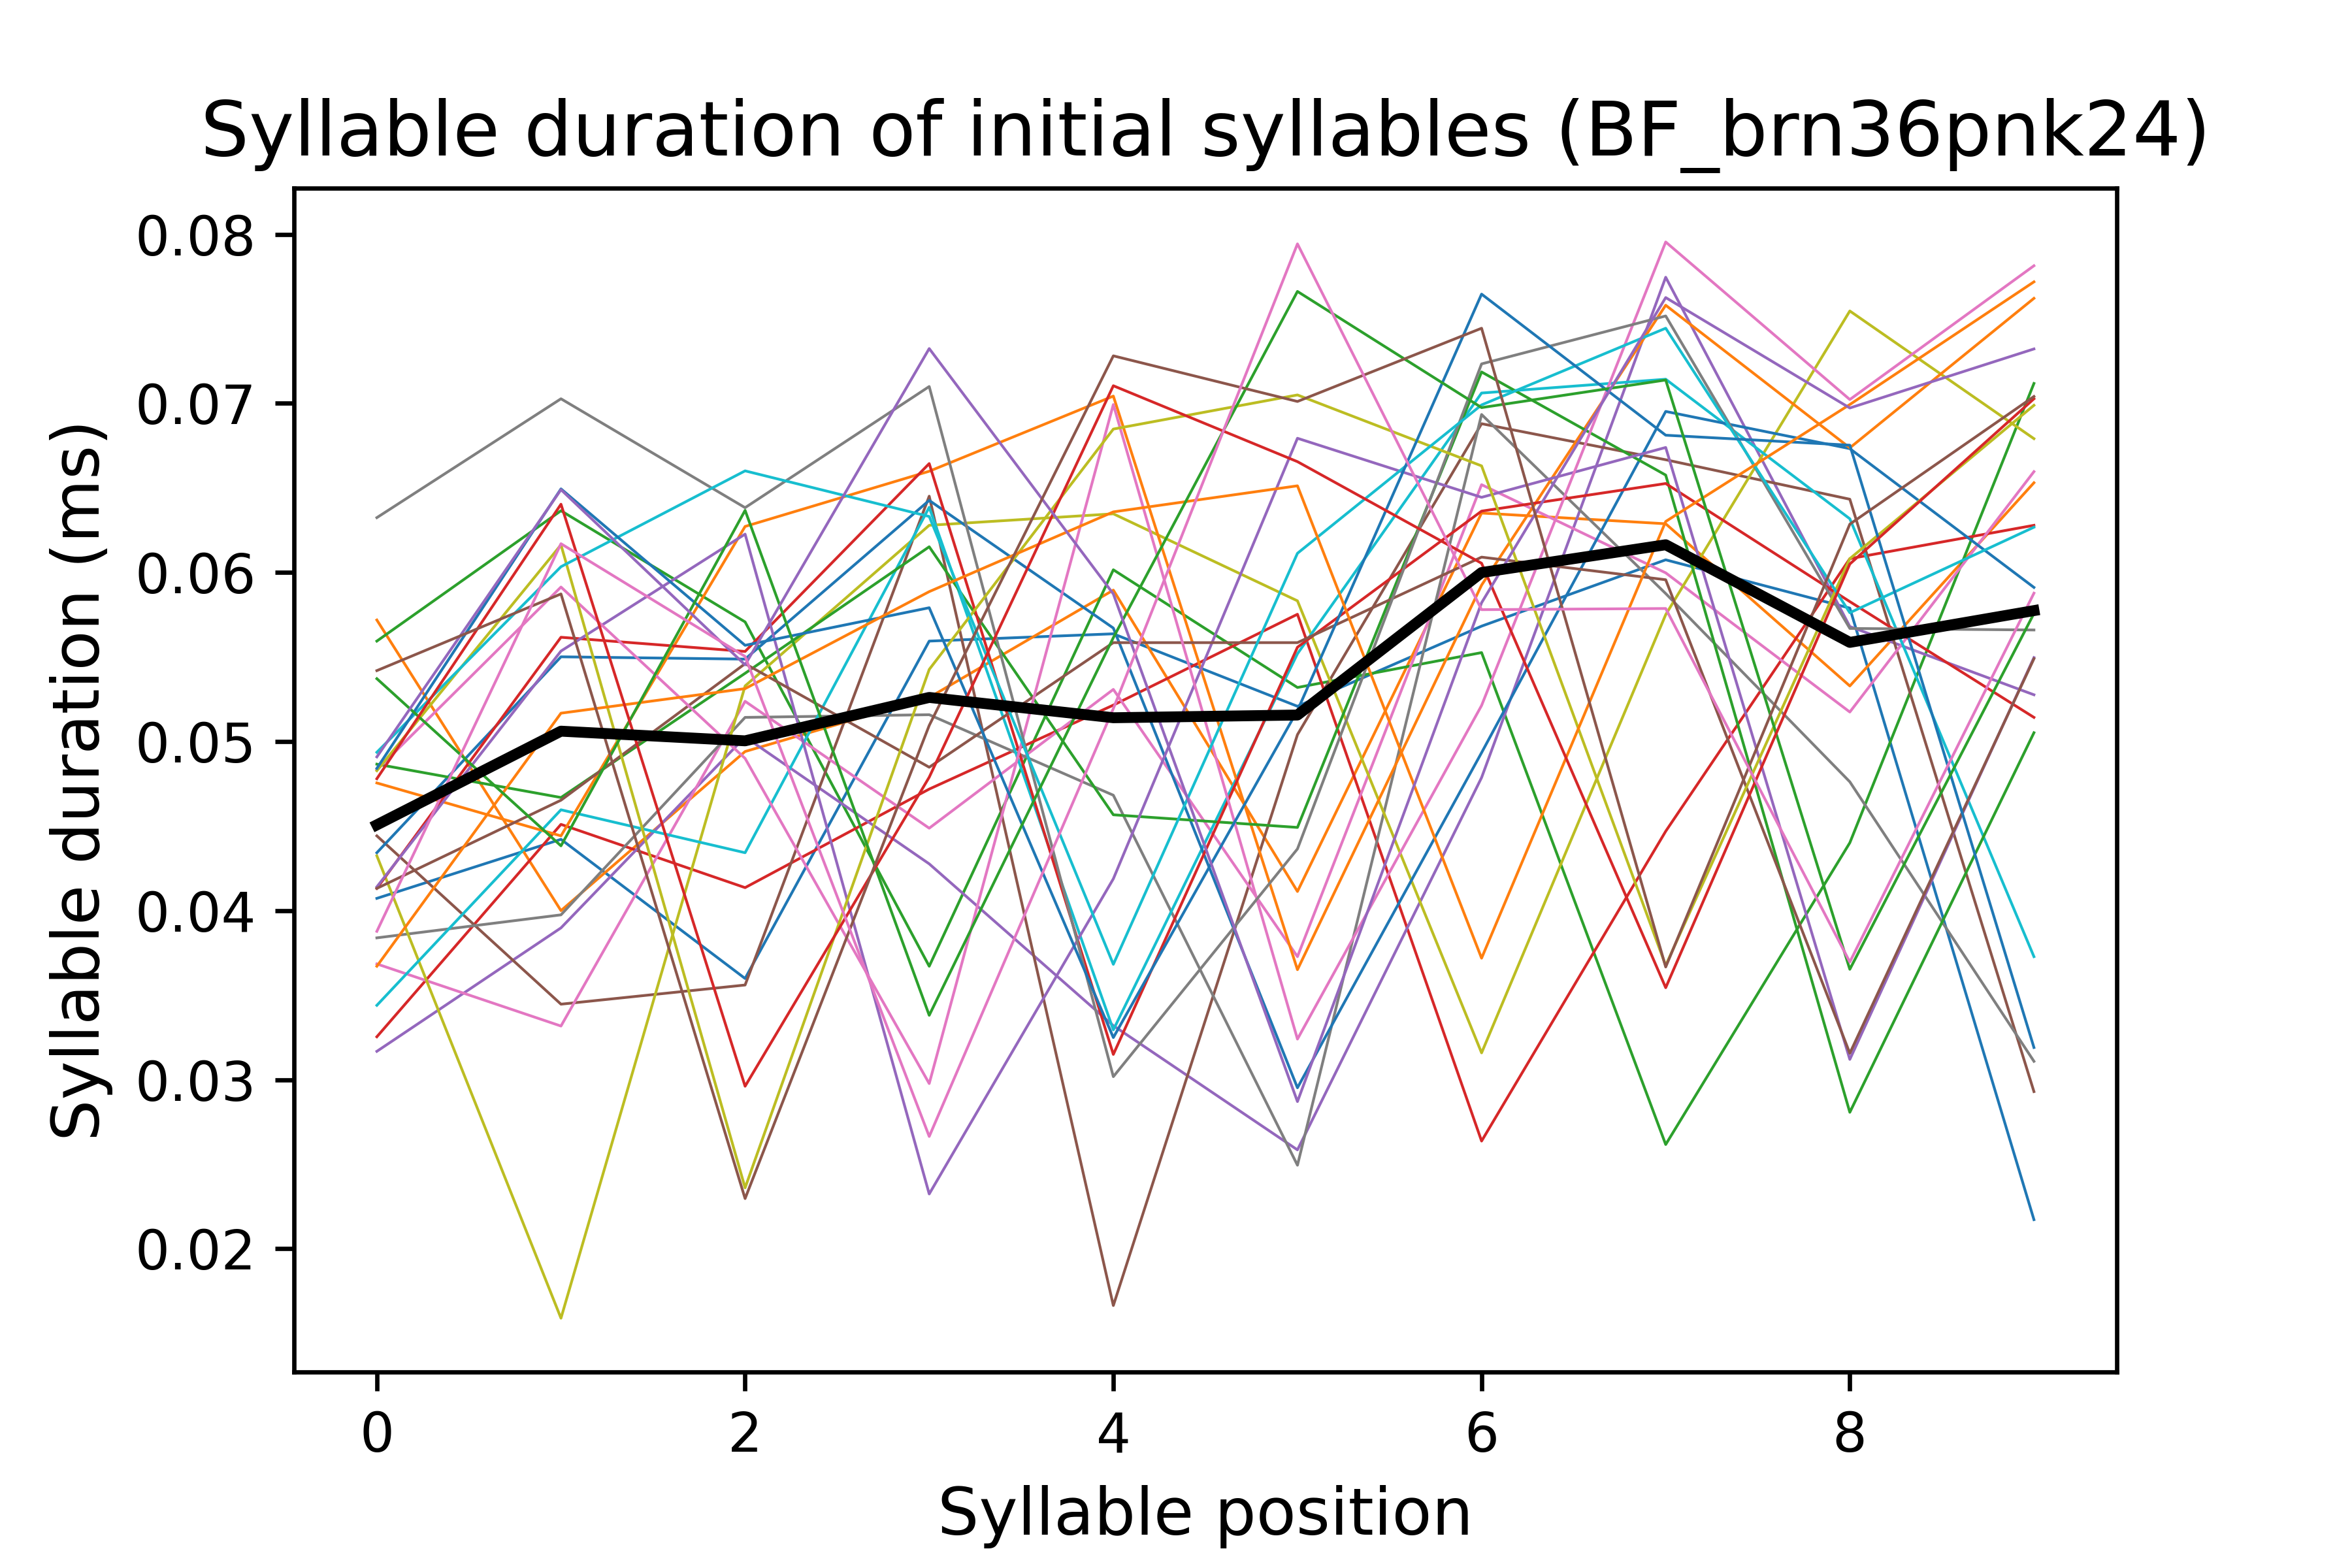 Syllable duration of initial syllables (BF_brn36pnk24)
Syllable duration (ms)
0.08
0.07
0.06
0.05
0.04
0.03
0.02
0 2 4 6 8
Syllable position